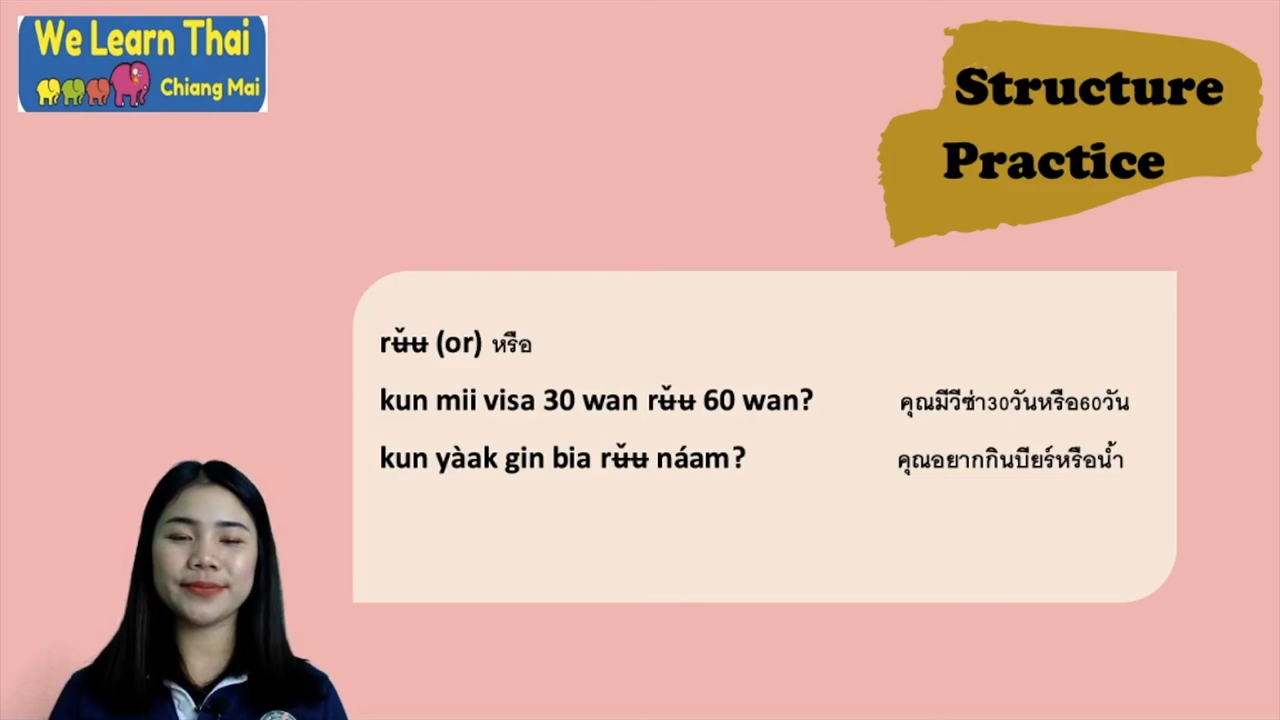 We Learn Thai
Chiang Mai
Structure
Practice
rʉ̌ʉ (or) หรือ
kun mii visa 30 wan rʉ̌ʉ 60 wan? คุณมีวีซ่า30วันหรือ60วัน
kun yàak gin bia rʉ̌ʉ náam? คุณอยากกินเบียร์หรือน้ำ